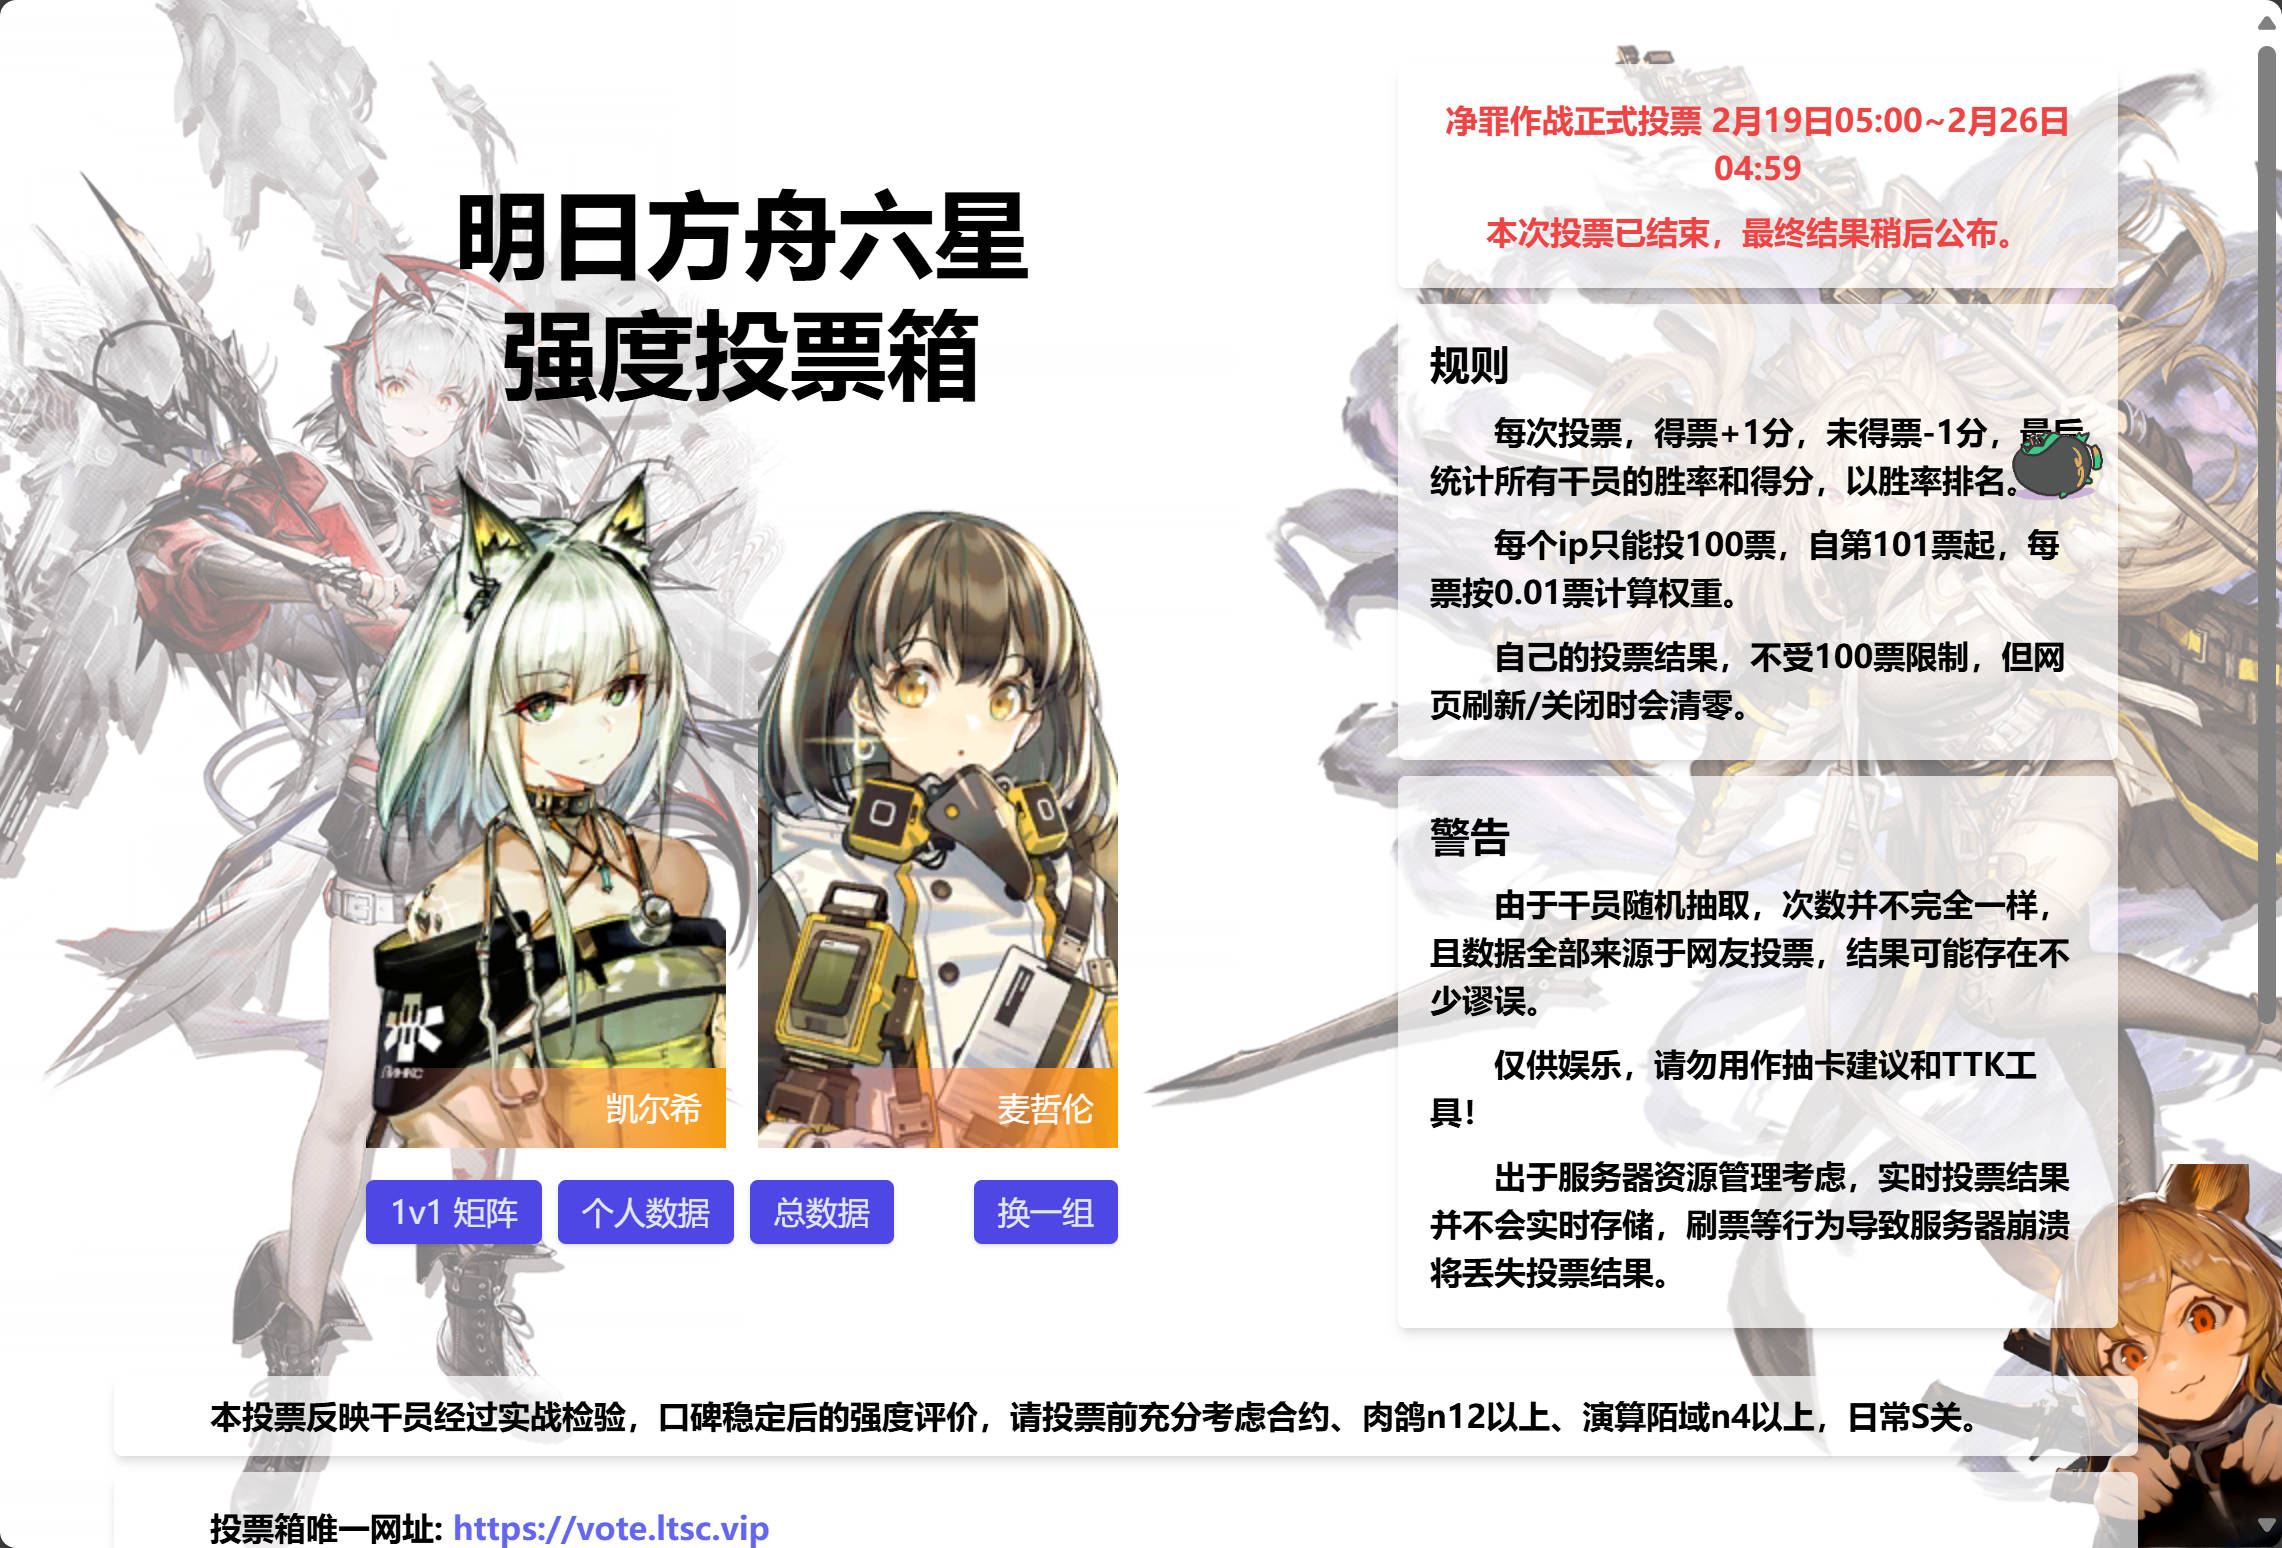 明日方舟六星
强度投票箱
凯尔希
麦哲伦
1v1 矩阵
个人数据
总数据
换一组
净罪作战正式投票 2月19日05:00~2月26日
04:59
本次投票已结束，最终结果稍后公布。
规则
每次投票，得票+1分，未得票-1分，最后
统计所有干员的胜率和得分，以胜率排名。
每个ip只能投100票，自第101票起，每
票按0.01票计算权重。
自己的投票结果，不受100票限制，但网
页刷新/关闭时会清零。
警告
由于干员随机抽取，次数并不完全一样，
且数据全部来源于网友投票，结果可能存在不
少谬误。
仅供娱乐，请勿用作抽卡建议和TTK工
具！
出于服务器资源管理考虑，实时投票结果
并不会实时存储，刷票等行为导致服务器崩溃
将丢失投票结果。
本投票反映干员经过实战检验，口碑稳定后的强度评价，请投票前充分考虑合约、肉鸽n12以上、演算陌域n4以上，日常S关。
投票箱唯一网址: https://vote.ltsc.vip